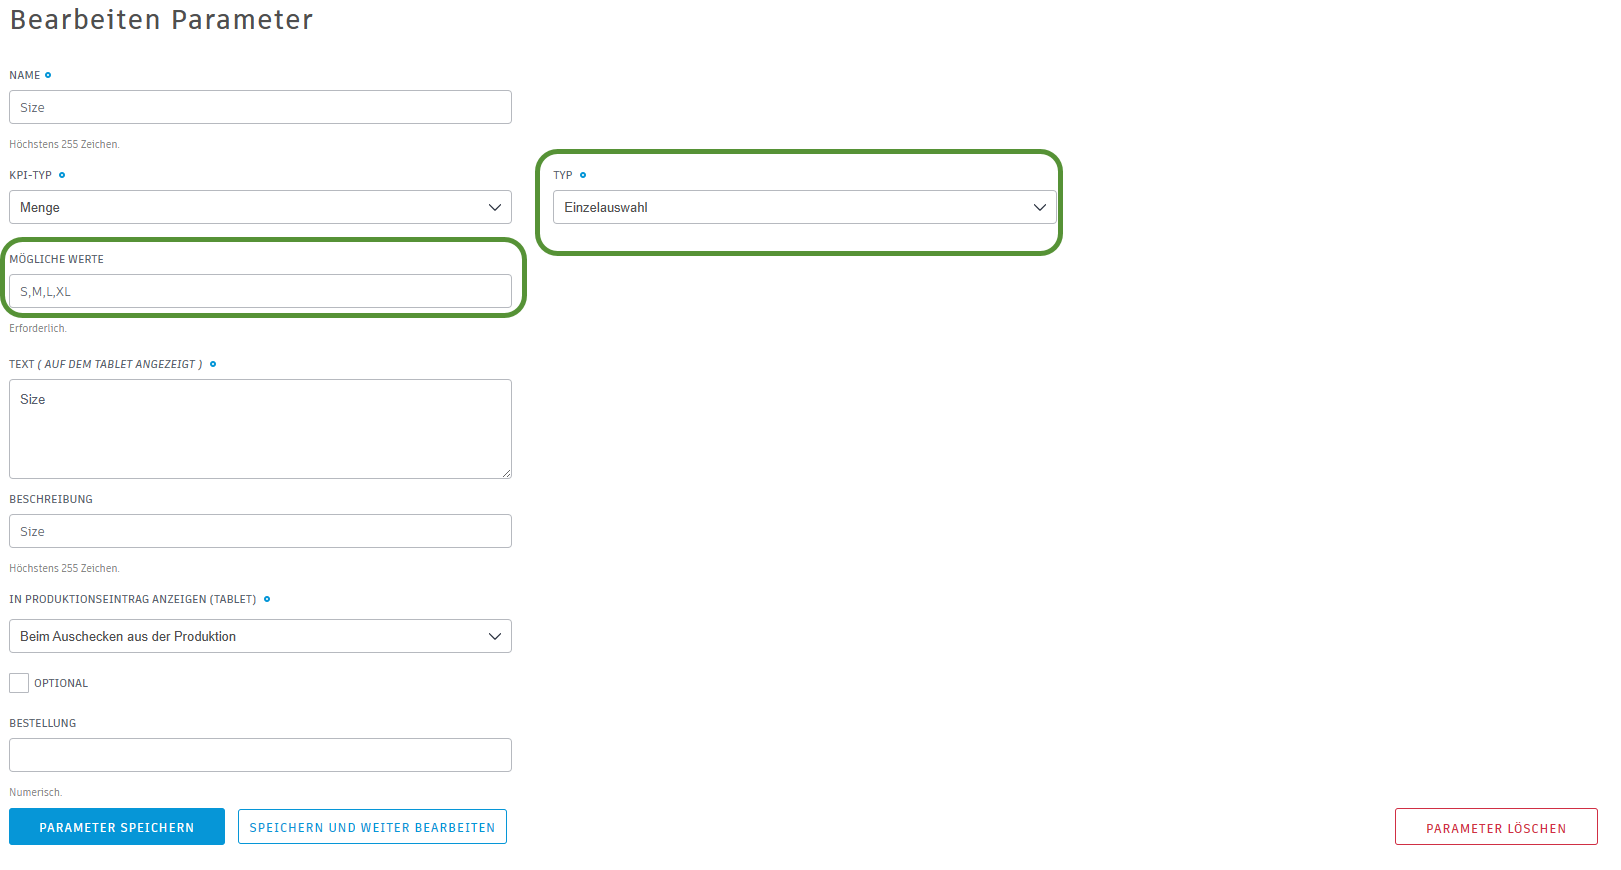 Bearbeiten Parameter
NAME
Size
Höchstens 255 Zeichen.
KPI-TYP
Menge
TYP
Einzelauswahl
MÖGLICHE WERTE
S,M,L,XL
Erforderlich.
TEXT ( AUF DEM TABLET ANGEZEIGT )
Size
BESCHREIBUNG
Size
Höchstens 255 Zeichen.
IN PRODUKTIONSEINTRAG ANZEIGEN (TABLET)
Beim Auschecken aus der Produktion
OPTIONAL
BESTELLUNG
Numerisch.
PARAMETER SPEICHERN
SPEICHERN UND WEITER BEARBEITEN
PARAMETER LÖSCHEN